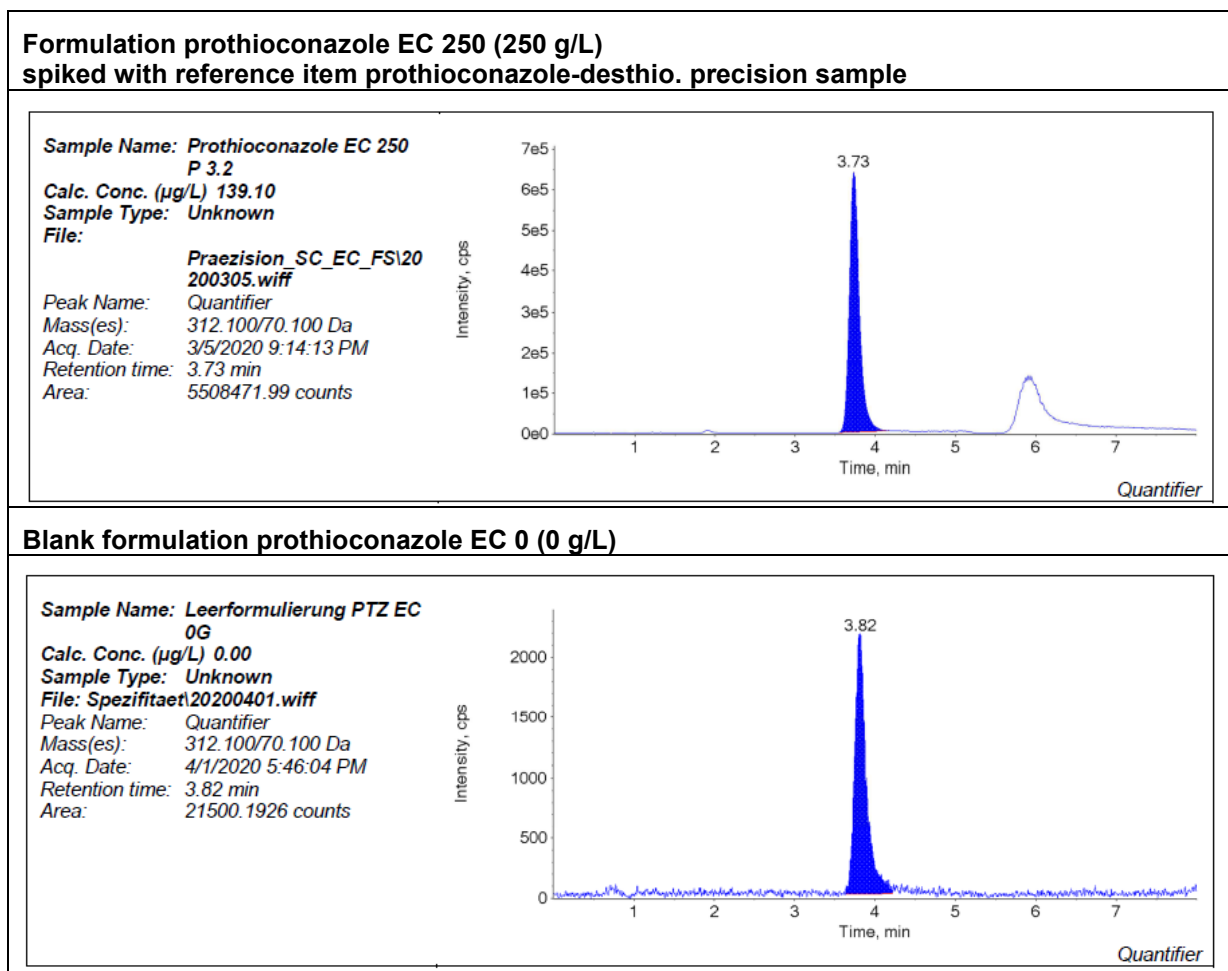 Formulation prothioconazole EC 250 (250 g/L)
spiked with reference item prothioconazole-desthio. precision sample
Sample Name: Prothioconazole EC 250
P 3.2
Calc. Conc. (µg/L) 139.10
Sample Type: Unknown
File:
Praezision_SC_EC_FS\20
200305.wiff
Peak Name: Quantifier
Mass(es): 312.100/70.100 Da
Acq. Date: 3/5/2020 9:14:13 PM
Retention time: 3.73 min
Area: 5508471.99 counts
Intensity, cps
7e5
6e5
5e5
4e5
3e5
2e5
1e5
0e0
3.73
1 2 3 4 5 6 7
Time, min
Quantifier
Blank formulation prothioconazole EC 0 (0 g/L)
Sample Name: Leerformulierung PTZ EC
0G
Calc. Conc. (µg/L) 0.00
Sample Type: Unknown
File: Spezifitaet\20200401.wiff
Peak Name: Quantifier
Mass(es): 312.100/70.100 Da
Acq. Date: 4/1/2020 5:46:04 PM
Retention time: 3.82 min
Area: 21500.1926 counts
Intensity, cps
2000
1500
1000
500
0
3.82
1 2 3 4 5 6 7
Time, min
Quantifier